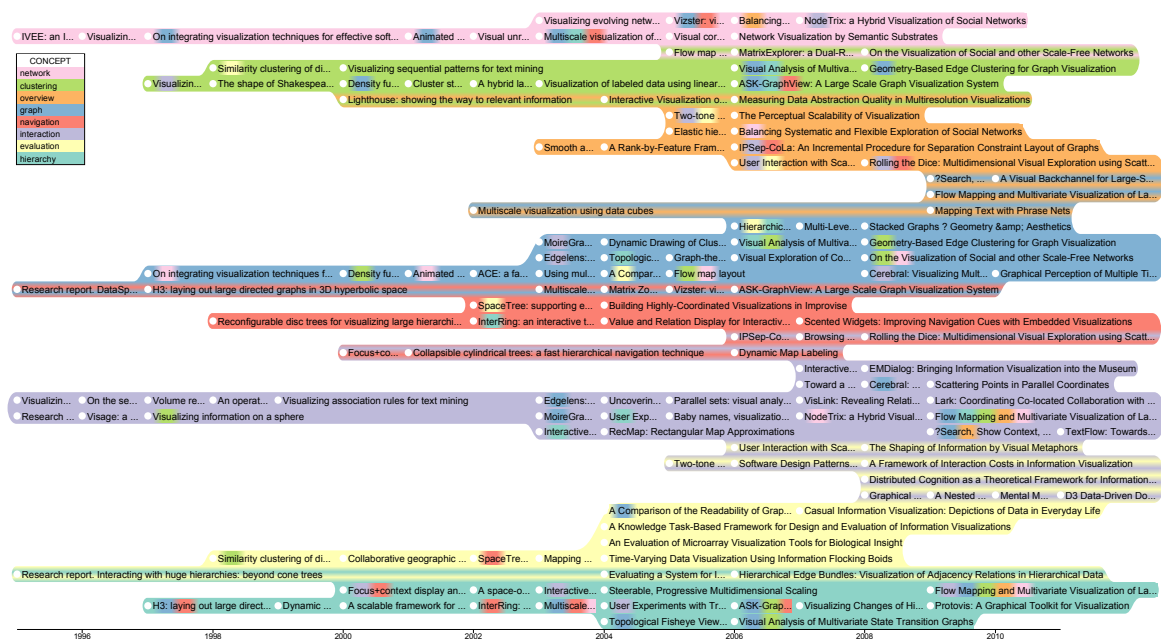 Visualizing evolving netw... Vizster: vi... Balancing... NodeTrix: a Hybrid Visualization of Social Networks
IVEE: an I... Visualizin... On integrating visualization techniques for effective soft... Animated ... Visual unr... Multiscale visualization of... Visual cor... Network Visualization by Semantic Substrates
Flow map ... MatrixExplorer: a Dual-R... On the Visualization of Social and other Scale-Free Networks
CONCEPT
network
clustering
overview
graph
navigation
interaction
evaluation
hierarchy
Similarity clustering of di... Visualizing sequential patterns for text mining Visual Analysis of Multiva... Geometry-Based Edge Clustering for Graph Visualization
Visualizin... The shape of Shakespea... Density fu... Cluster st... A hybrid la... Visualization of labeled data using linear... ASK-GraphView: A Large Scale Graph Visualization System
Lighthouse: showing the way to relevant information Interactive Visualization o... Measuring Data Abstraction Quality in Multiresolution Visualizations
Two-tone ... The Perceptual Scalability of Visualization
Elastic hie... Balancing Systematic and Flexible Exploration of Social Networks
Smooth a... A Rank-by-Feature Fram... IPSep-CoLa: An Incremental Procedure for Separation Constraint Layout of Graphs
User Interaction with Sca... Rolling the Dice: Multidimensional Visual Exploration using Scatt...
?Search, ... A Visual Backchannel for Large-S...
Flow Mapping and Multivariate Visualization of La...
Multiscale visualization using data cubes Mapping Text with Phrase Nets
Hierarchic... Multi-Leve... Stacked Graphs ? Geometry &amp; Aesthetics
MoireGra... Dynamic Drawing of Clus... Visual Analysis of Multiva... Geometry-Based Edge Clustering for Graph Visualization
Edgelens:... Topologic... Graph-the... Visual Exploration of Co... On the Visualization of Social and other Scale-Free Networks
On integrating visualization techniques f... Density fu... Animated ... ACE: a fa... Using mul... A Compar... Flow map layout Cerebral: Visualizing Mult... Graphical Perception of Multiple Ti...
Research report. DataSp... H3: laying out large directed graphs in 3D hyperbolic space Multiscale... Matrix Zo... Vizster: vi... ASK-GraphView: A Large Scale Graph Visualization System
SpaceTree: supporting e... Building Highly-Coordinated Visualizations in Improvise
Reconfigurable disc trees for visualizing large hierarchi... InterRing: an interactive t... Value and Relation Display for Interactiv... Scented Widgets: Improving Navigation Cues with Embedded Visualizations
IPSep-Co... Browsing ... Rolling the Dice: Multidimensional Visual Exploration using Scatt...
Focus+co... Collapsible cylindrical trees: a fast hierarchical navigation technique Dynamic Map Labeling
Interactive... EMDialog: Bringing Information Visualization into the Museum
Toward a ... Cerebral: ... Scattering Points in Parallel Coordinates
Visualizin... On the se... Volume re... An operat... Visualizing association rules for text mining Edgelens:... Uncoverin... Parallel sets: visual analy... VisLink: Revealing Relati... Lark: Coordinating Co-located Collaboration with ...
Research ... Visage: a ... Visualizing information on a sphere MoireGra... User Exp... Baby names, visualizatio... NodeTrix: a Hybrid Visual... Flow Mapping and Multivariate Visualization of La...
Interactive... RecMap: Rectangular Map Approximations ?Search, Show Context, ... TextFlow: Towards...
User Interaction with Sca... The Shaping of Information by Visual Metaphors
Two-tone ... Software Design Patterns... A Framework of Interaction Costs in Information Visualization
Distributed Cognition as a Theoretical Framework for Information...
Graphical ... A Nested ... Mental M... D3 Data-Driven Do...
A Comparison of the Readability of Grap... Casual Information Visualization: Depictions of Data in Everyday Life
A Knowledge Task-Based Framework for Design and Evaluation of Information Visualizations
An Evaluation of Microarray Visualization Tools for Biological Insight
Similarity clustering of di... Collaborative geographic ... SpaceTree... Mapping ... Time-Varying Data Visualization Using Information Flocking Boids
Research report. Interacting with huge hierarchies: beyond cone trees Evaluating a System for I... Hierarchical Edge Bundles: Visualization of Adjacency Relations in Hierarchical Data
Focus+context display an... A space-o... Interactive... Steerable, Progressive Multidimensional Scaling Flow Mapping and Multivariate Visualization of La...
H3: laying out large direct... Dynamic ... A scalable framework for ... InterRing: ... Multiscale... User Experiments with Tr... ASK-Grap... Visualizing Changes of Hi... Protovis: A Graphical Toolkit for Visualization
Topological Fisheye View... Visual Analysis of Multivariate State Transition Graphs
1996 1998 2000 2002 2004 2006 2008 2010